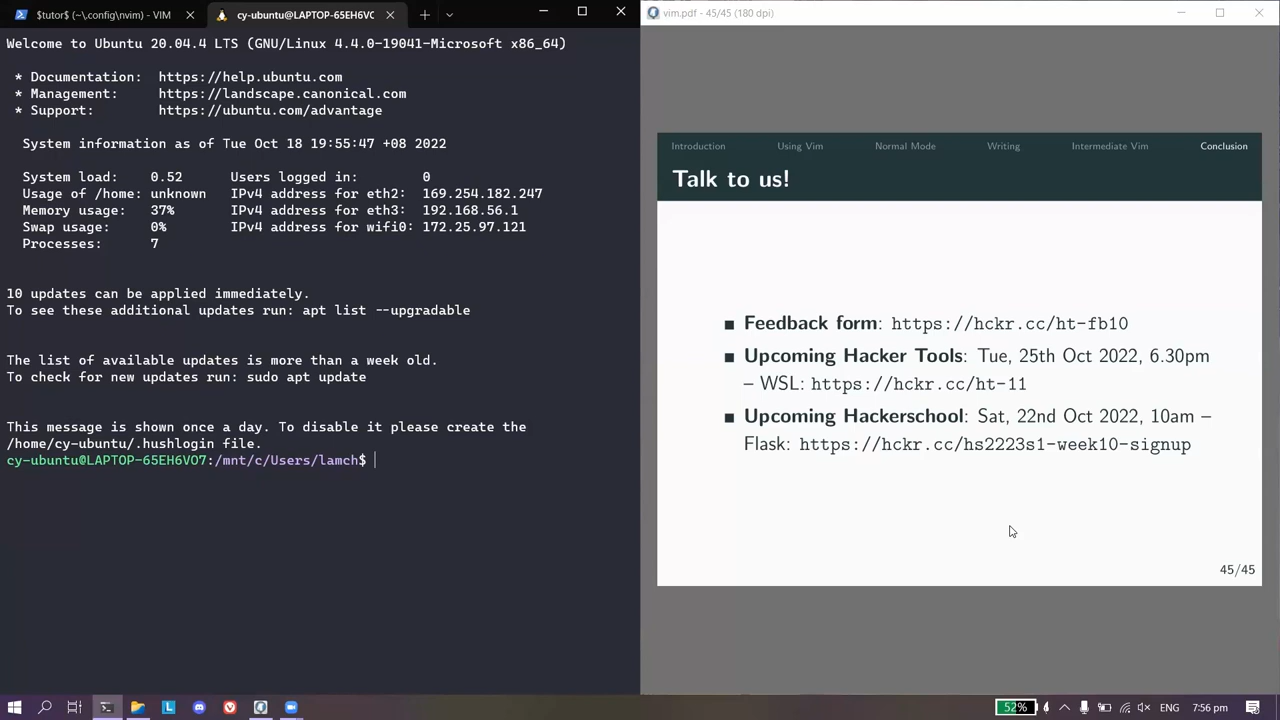 $tutor$ (~\config\nvim) - VIM
cy-ubuntu@LAPTOP-65EH6VO
Welcome to Ubuntu 20.04.4 LTS (GNU/Linux 4.4.0-19041-Microsoft x86_64)
* Documentation: https://help.ubuntu.com
* Management: https://landscape.canonical.com
* Support: https://ubuntu.com/advantage
System information as of Tue Oct 18 19:55:47 +08 2022
System load: 0.52 Users logged in: 0
Usage of /home: unknown IPv4 address for eth2: 169.254.182.247
Memory usage: 37% IPv4 address for eth3: 192.168.56.1
Swap usage: 0% IPv4 address for wifi0: 172.25.97.121
Processes: 7
10 updates can be applied immediately.
To see these additional updates run: apt list --upgradable
The list of available updates is more than a week old.
To check for new updates run: sudo apt update
This message is shown once a day. To disable it please create the
/home/cy-ubuntu/.hushlogin file.
cy-ubuntu@LAPTOP-65EH6VO7:/mnt/c/Users/lamch$
vim.pdf - 45/45 (180 dpi)
Introduction Using Vim Normal Mode Writing Intermediate Vim Conclusion
Talk to us!
■ Feedback form: https://hckr.cc/ht-fb10
■ Upcoming Hacker Tools: Tue, 25th Oct 2022, 6.30pm
– WSL: https://hckr.cc/ht-11
■ Upcoming Hackerschool: Sat, 22nd Oct 2022, 10am –
Flask: https://hckr.cc/hs2223s1-week10-signup
45/45
52% ENG 7:56 pm